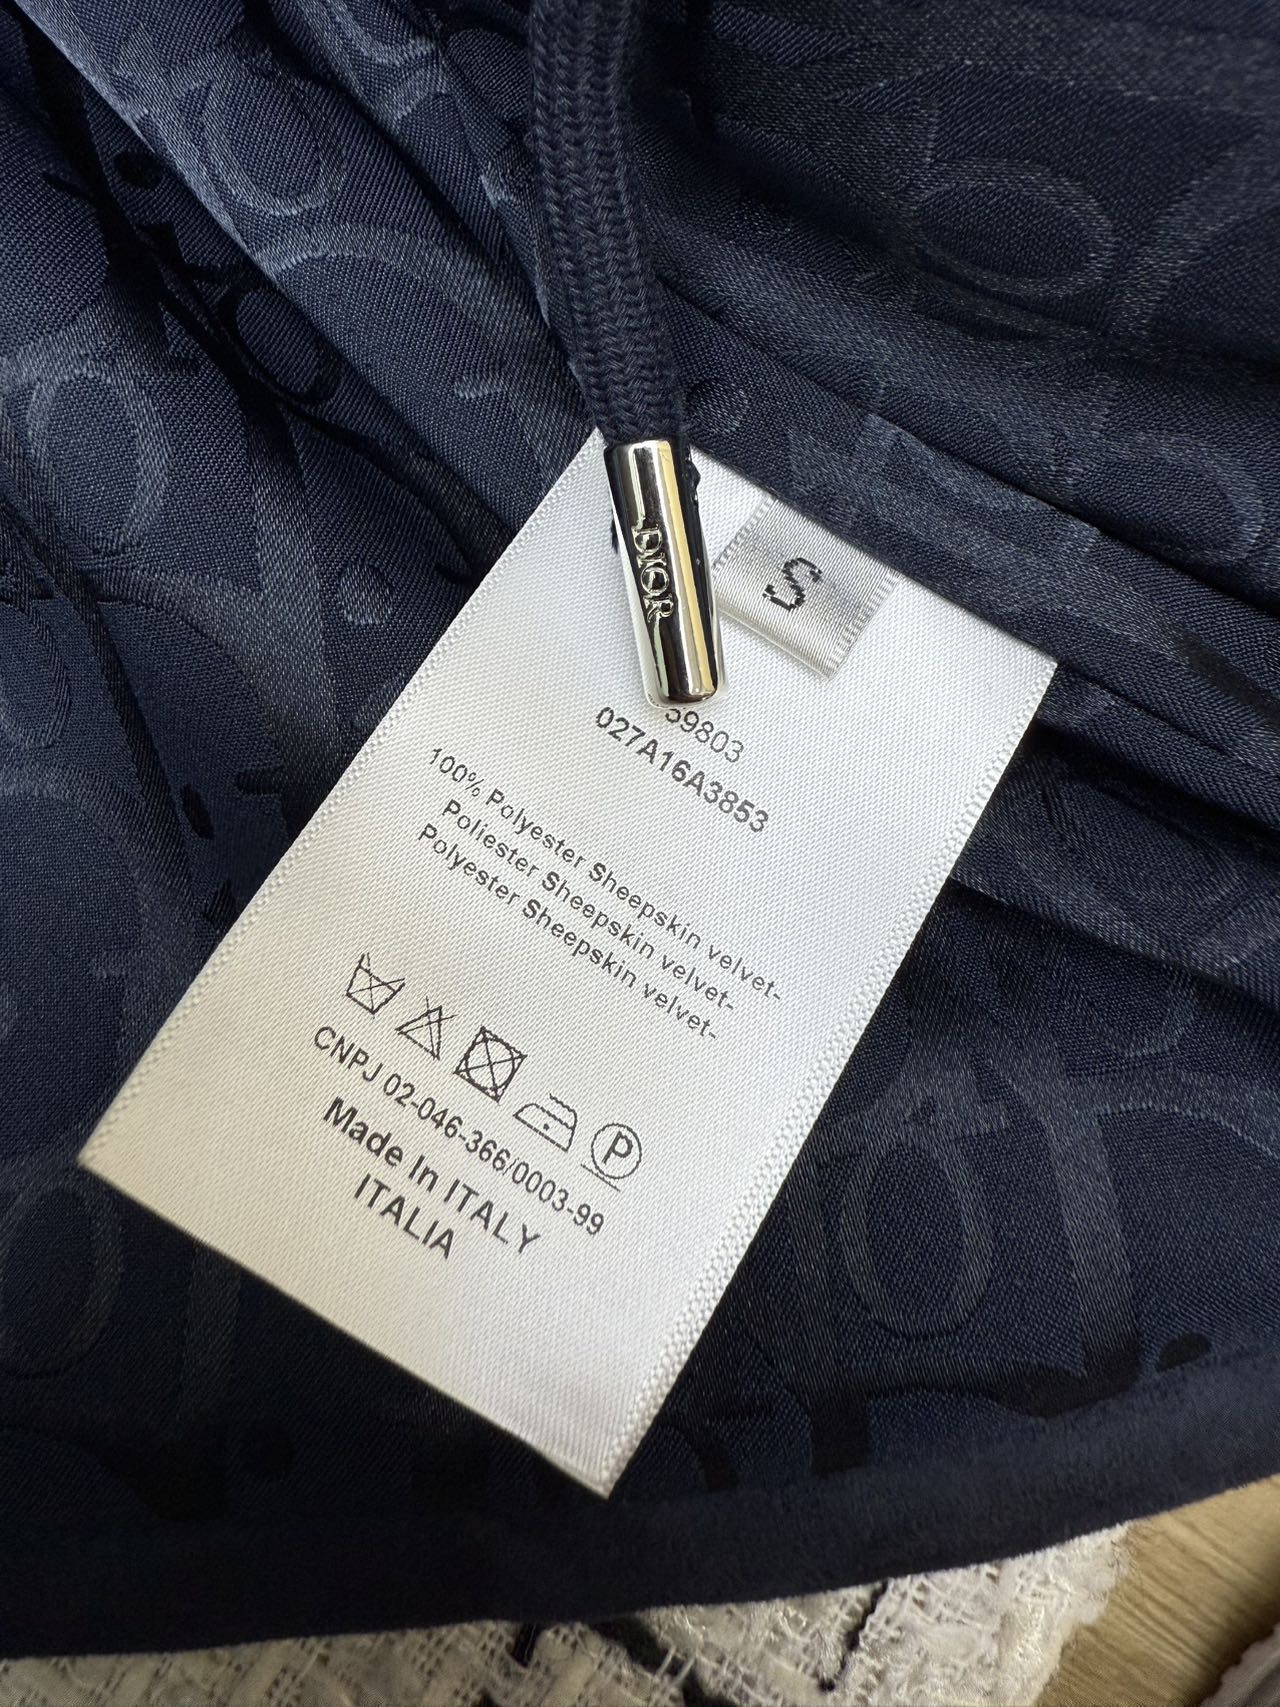 DIOR
S
59803
027A16A3853
100% Polyester Sheepskin velvet-
Poliester Sheepskin velvet-
Polyester Sheepskin velvet-
P
CNPJ 02-046-366/0003-99
Made In ITALY
ITALIA